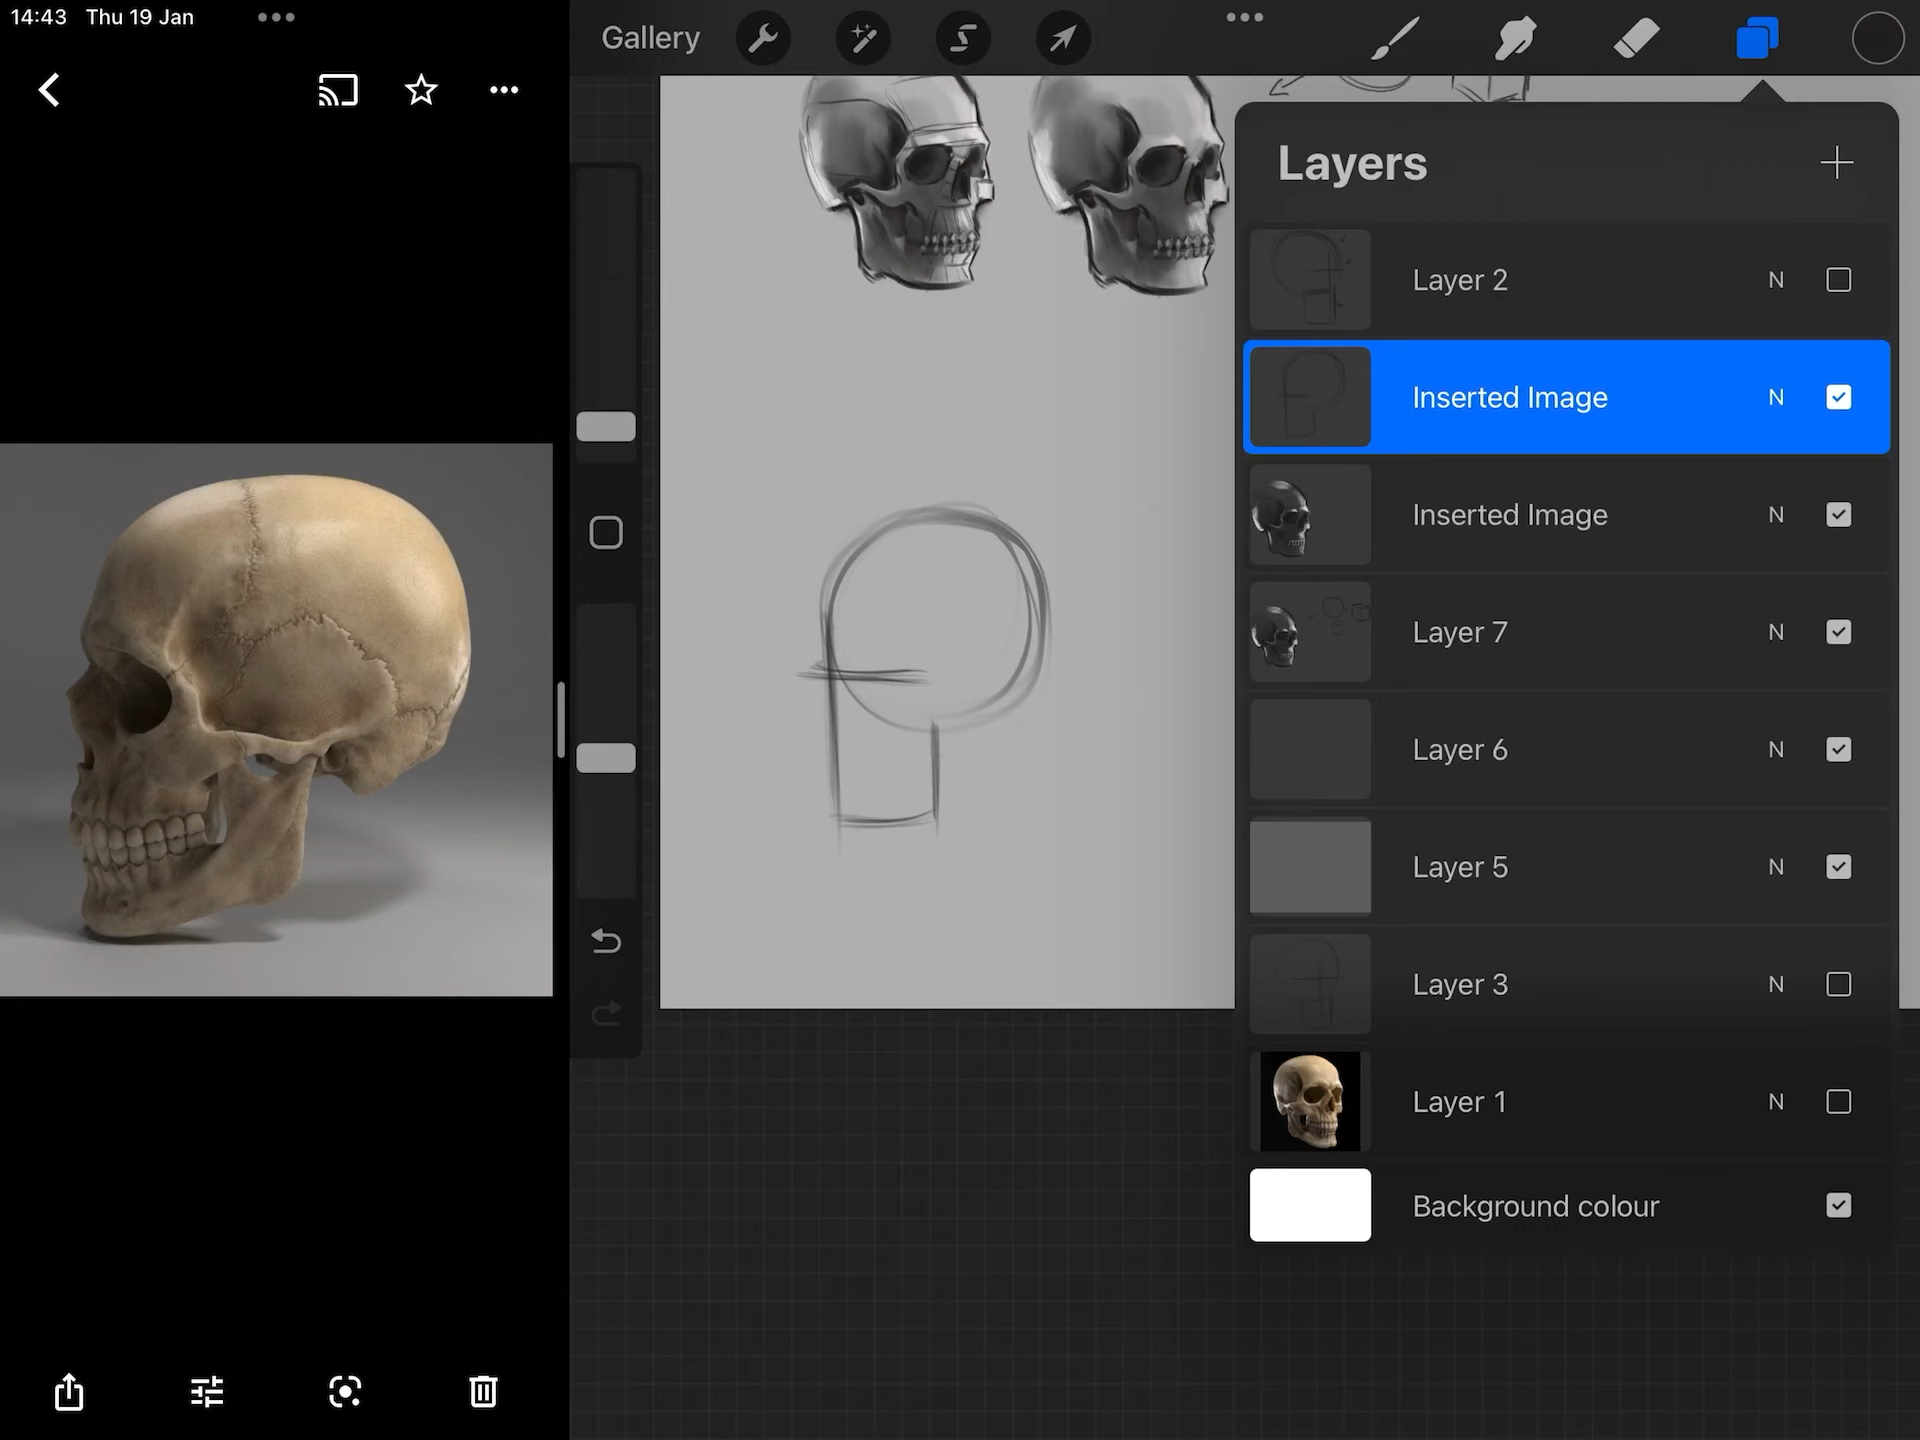 14:43 Thu 19 Jan
Gallery
Layers
Layer 2 N
Inserted Image N
Inserted Image N
Layer 7 N
Layer 6 N
Layer 5 N
Layer 3 N
Layer 1 N
Background colour